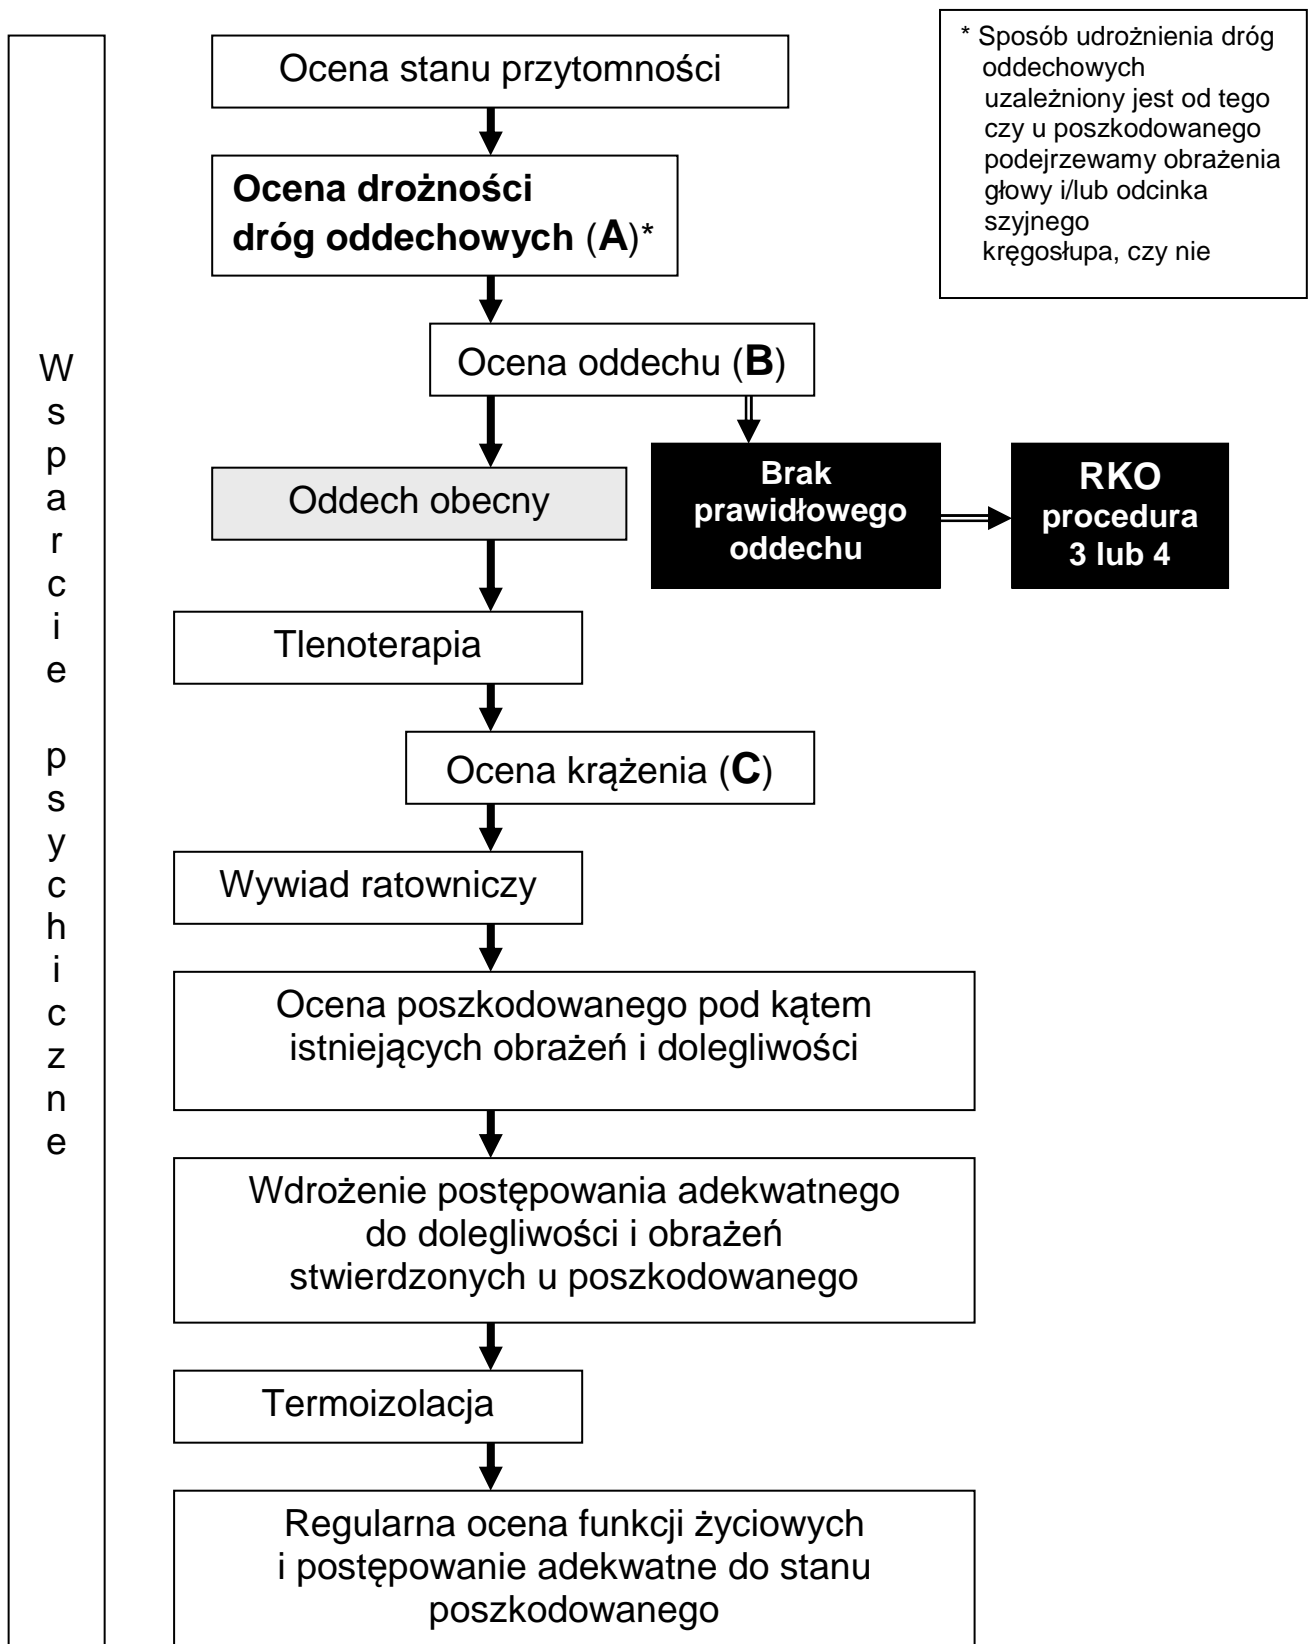 Ocena stanu przytomności
* Sposób udrożnienia dróg
oddechowych
uzależniony jest od tego
czy u poszkodowanego
podejrzewamy obrażenia
głowy i/lub odcinka
szyjnego
kręgosłupa, czy nie
Ocena drożności
dróg oddechowych (A)*
Ocena oddechu (B)
Oddech obecny
Brak
prawidłowego
oddechu
RKO
procedura
3 lub 4
Tlenoterapia
Ocena krążenia (C)
Wywiad ratowniczy
Ocena poszkodowanego pod kątem
istniejących obrażeń i dolegliwości
Wdrożenie postępowania adekwatnego
do dolegliwości i obrażeń
stwierdzonych u poszkodowanego
Termoizolacja
Regularna ocena funkcji życiowych
i postępowanie adekwatne do stanu
poszkodowanego
Wsparcie psychiczne